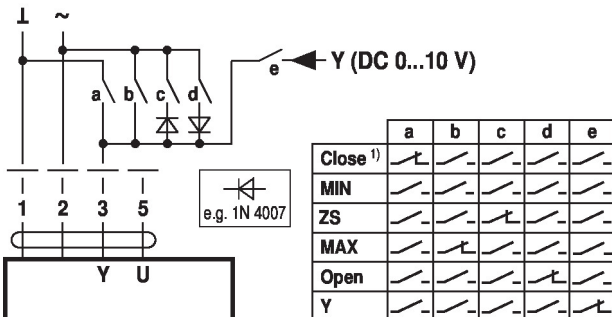 ⊥ ~
e Y (DC 0...10 V)
a b c d
1 2 3 5
e.g. 1N 4007
Y U
a b c d e
Close 1)
MIN
ZS
MAX
Open
Y